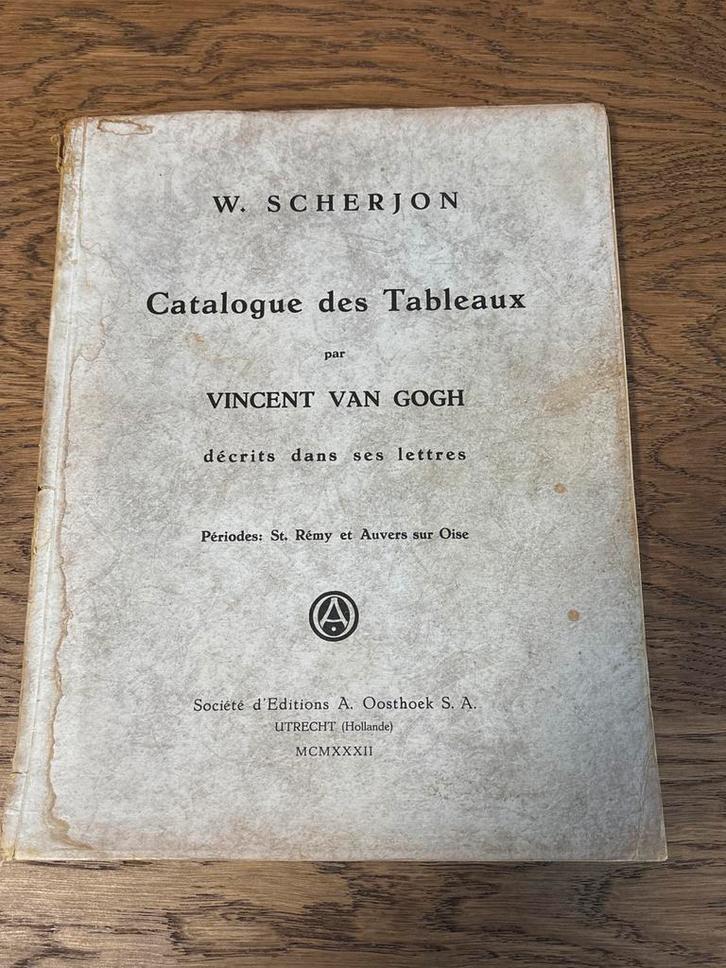 W. SCHERJON
Catalogue des Tableaux
par
VINCENT VAN GOGH
décrits dans ses lettres
Périodes: St. Rémy et Auvers sur Oise
A
Société d'Editions A. Oosthoek S. A.
UTRECHT (Hollande)
MCMXXXII